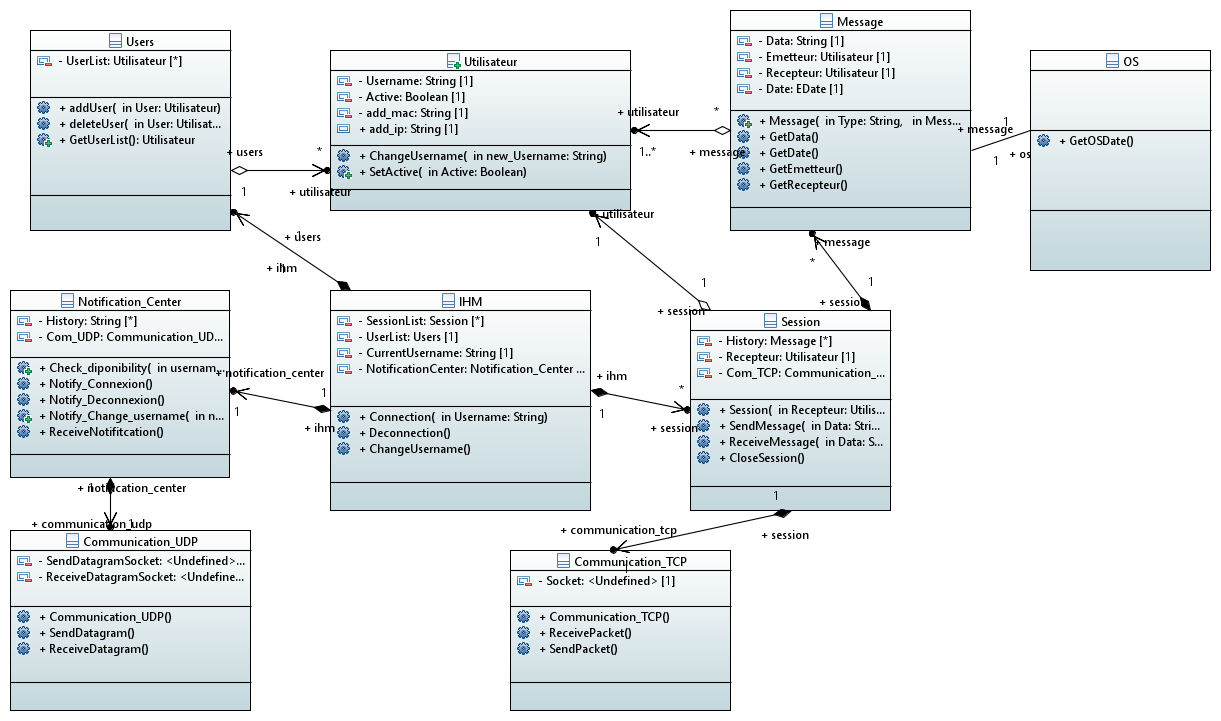 Users
- UserList: Utilisateur [*]
+ addUser( in User: Utilisateur)
+ deleteUser( in User: Utilisat...
+ GetUserList(): Utilisateur
Utilisateur
- Username: String [1]
- Active: Boolean [1]
- add_mac: String [1]
+ add_ip: String [1]
+ ChangeUsername( in new_Username: String)
+ SetActive( in Active: Boolean)
Message
- Data: String [1]
- Emetteur: Utilisateur [1]
- Recepteur: Utilisateur [1]
- Date: EDate [1]
+ Message( in Type: String, in Mess...
+ GetData()
+ GetDate()
+ GetEmetteur()
+ GetRecepteur()
OS
+ GetOSDate()
+ users
1
*
+ utilisateur
+ utilisateur
1..*
*
+ message
+ message
1
1
+ os
+ users
1
+ ihm
1
+ utilisateur
1
1
+ session
+ message
*
1
+ session
Notification_Center
- History: String [*]
- Com_UDP: Communication_UD...
+ Check_diponibility( in usernam...
+ Notify_Connexion()
+ Notify_Deconnexion()
+ Notify_Change_username( in n...
+ ReceiveNotifitcation()
IHM
- SessionList: Session [*]
- UserList: Users [1]
- CurrentUsername: String [1]
- NotificationCenter: Notification_Center ...
+ Connection( in Username: String)
+ Deconnection()
+ ChangeUsername()
Session
- History: Message [*]
- Recepteur: Utilisateur [1]
- Com_TCP: Communication_...
+ Session( in Recepteur: Utilis...
+ SendMessage( in Data: Stri...
+ ReceiveMessage( in Data: S...
+ CloseSession()
+ notification_center
1
1
+ ihm
+ ihm
1
*
+ session
+ notification_center
1
+ communication_udp
1
1
+ session
+ communication_tcp
1
Communication_UDP
- SendDatagramSocket: <Undefined>...
- ReceiveDatagramSocket: <Undefine...
+ Communication_UDP()
+ SendDatagram()
+ ReceiveDatagram()
Communication_TCP
- Socket: <Undefined> [1]
+ Communication_TCP()
+ ReceivePacket()
+ SendPacket()